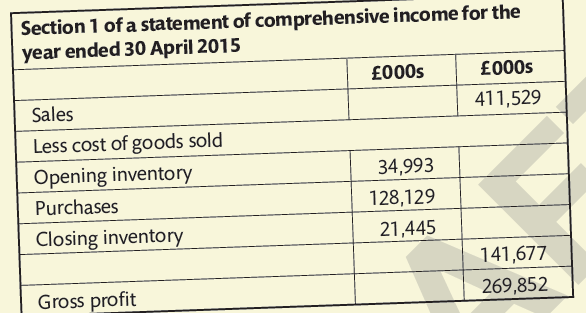 Section 1 of a statement of comprehensive income for the
year ended 30 April 2015
£000s £000s
Sales 411,529
Less cost of goods sold
Opening inventory 34,993
Purchases 128,129
Closing inventory 21,445
141,677
Gross profit 269,852